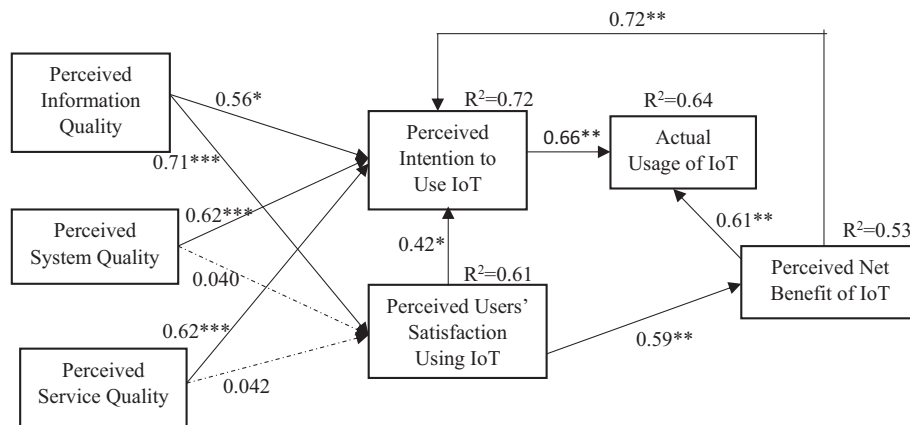 0.72**
Perceived
Information
Quality
0.56*
R²=0.72
R²=0.64
Perceived
Intention to
Use IoT
0.66**
Actual
Usage of IoT
0.71***
Perceived
System Quality
0.62***
0.040
0.42*
0.61**
R²=0.53
R²=0.61
Perceived Net
Benefit of IoT
Perceived Users’
Satisfaction
Using IoT
0.59**
0.62***
Perceived
Service Quality
0.042